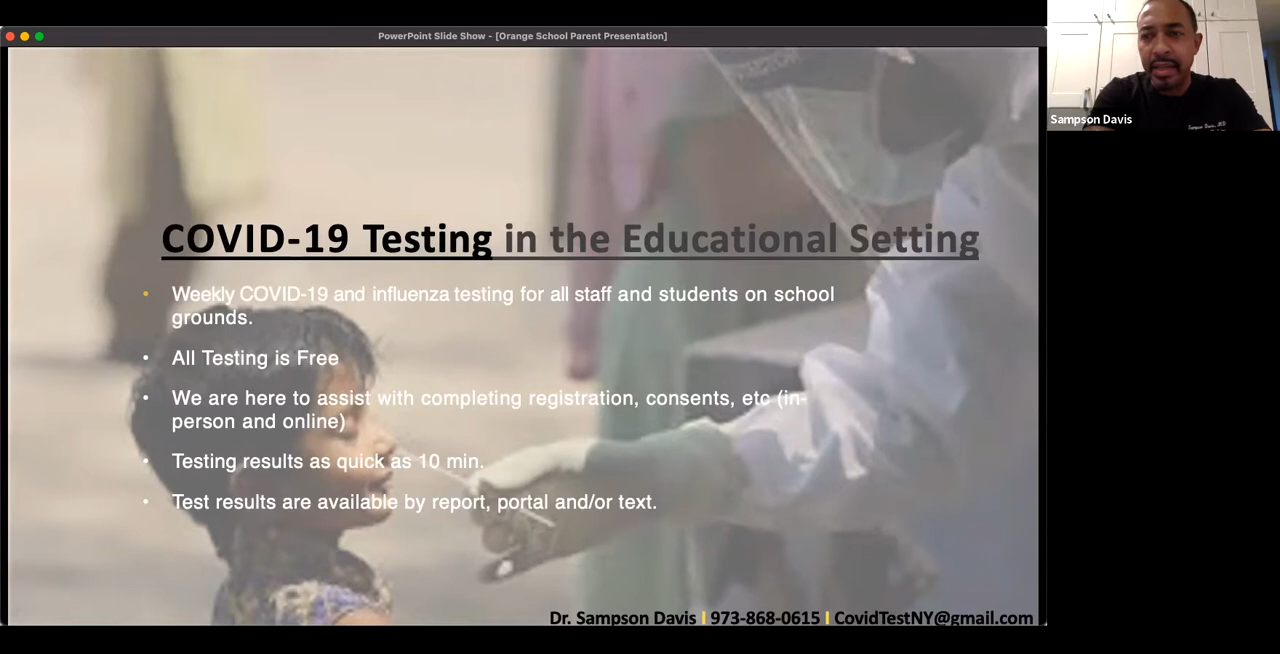 PowerPoint Slide Show - [Orange School Parent Presentation]
Sampson Davis
COVID-19 Testing in the Educational Setting
• Weekly COVID-19 and influenza testing for all staff and students on school
grounds.
• All Testing is Free
• We are here to assist with completing registration, consents, etc (in-
person and online)
• Testing results as quick as 10 min.
• Test results are available by report, portal and/or text.
Dr. Sampson Davis | 973-868-0615 | CovidTestNY@gmail.com